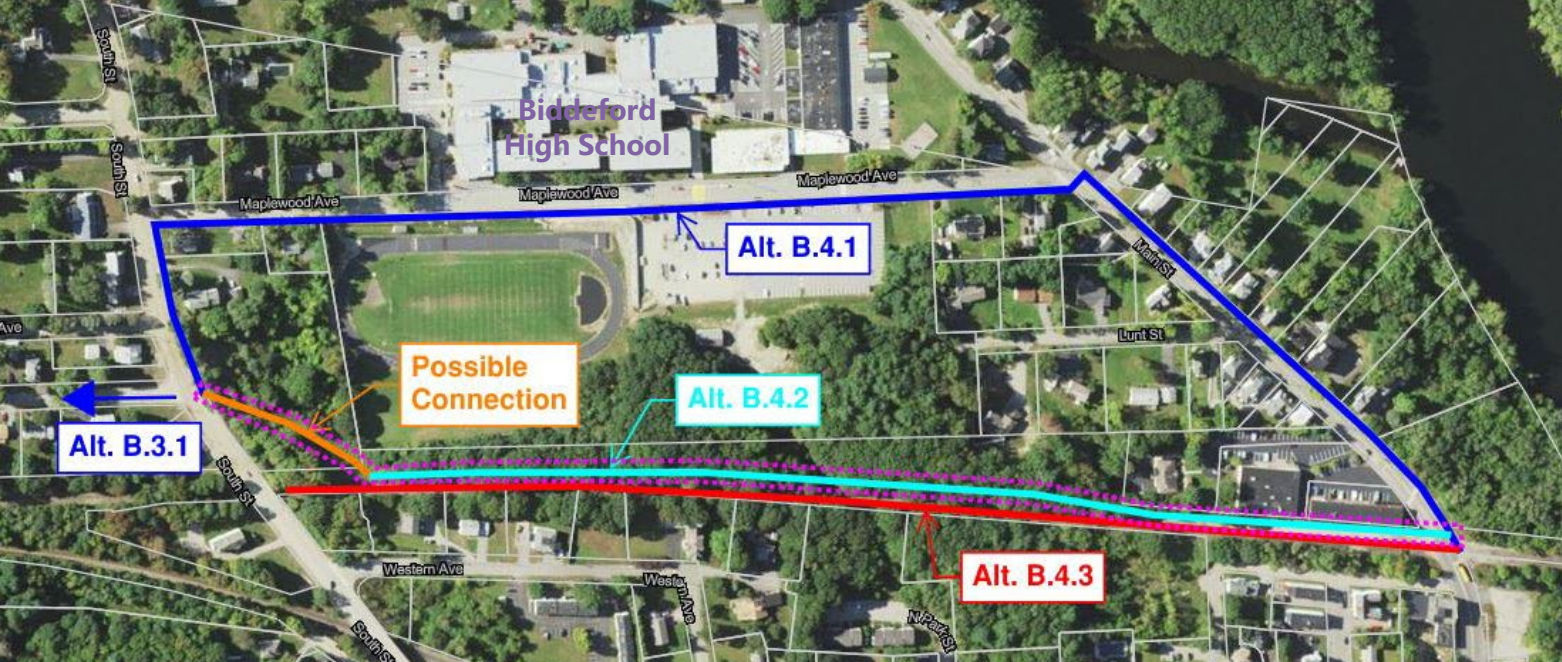 South St
South St
Biddeford
High School
Maplewood Ave
Maplewood Ave
Maplewood Ave
Alt. B.4.1
Main St
Ave
Lunt St
Possible
Connection
Alt. B.4.2
Alt. B.3.1
South St
Western Ave
Western Ave
Alt. B.4.3
N Park St
South St